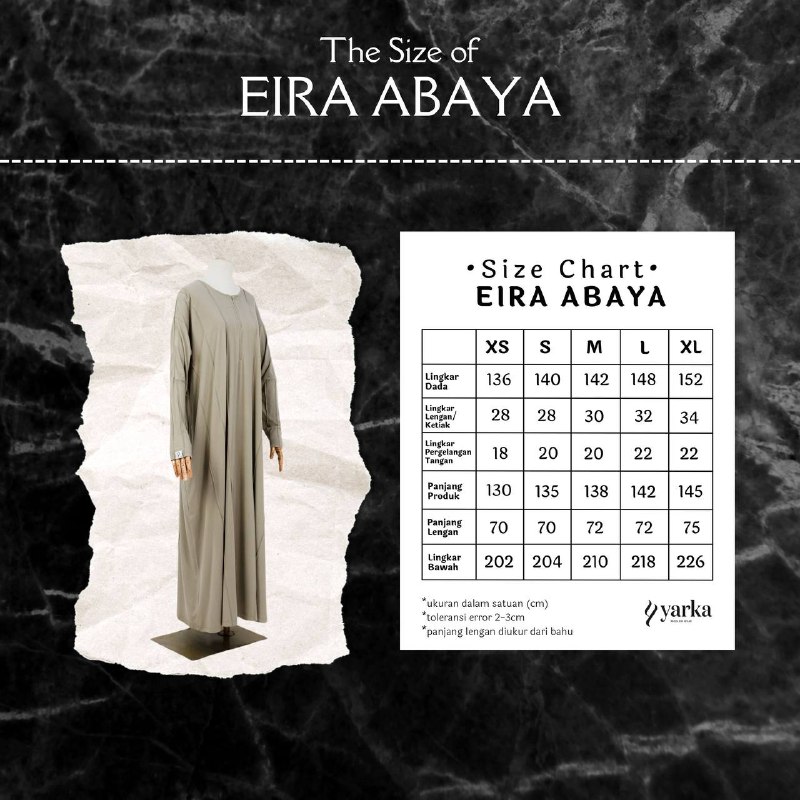 The Size of
EIRA ABAYA
•Size Chart•
EIRA ABAYA
XS S M L XL
Lingkar Dada 136 140 142 148 152
Lingkar Lengan/ Ketiak 28 28 30 32 34
Lingkar Pergelangan Tangan 18 20 20 22 22
Panjang Produk 130 135 138 142 145
Panjang Lengan 70 70 72 72 75
Lingkar Bawah 202 204 210 218 226
*ukuran dalam satuan (cm)
*toleransi error 2-3cm
*panjang lengan diukur dari bahu
yarka